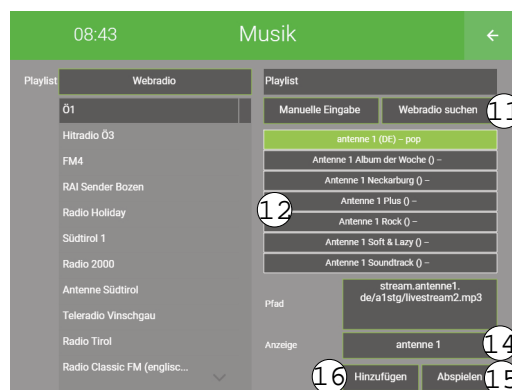 08:43
Musik
Playlist
Webradio
Ö1
Hitradio Ö3
FM4
RAI Sender Bozen
Radio Holiday
Südtirol 1
Radio 2000
Antenne Südtirol
Teleradio Vinschgau
Radio Tirol
Radio Classic FM (englisc...
Playlist
Manuelle Eingabe
Webradio suchen
11
antenne 1 (DE) – pop
Antenne 1 Album der Woche () –
Antenne 1 Neckarburg () –
12
Antenne 1 Plus () –
Antenne 1 Rock () –
Antenne 1 Soft & Lazy () –
Antenne 1 Soundtrack () –
Pfad
stream.antenne1.
de/a1stg/livestream2.mp3
Anzeige
antenne 1
14
16
Hinzufügen
Abspielen
15